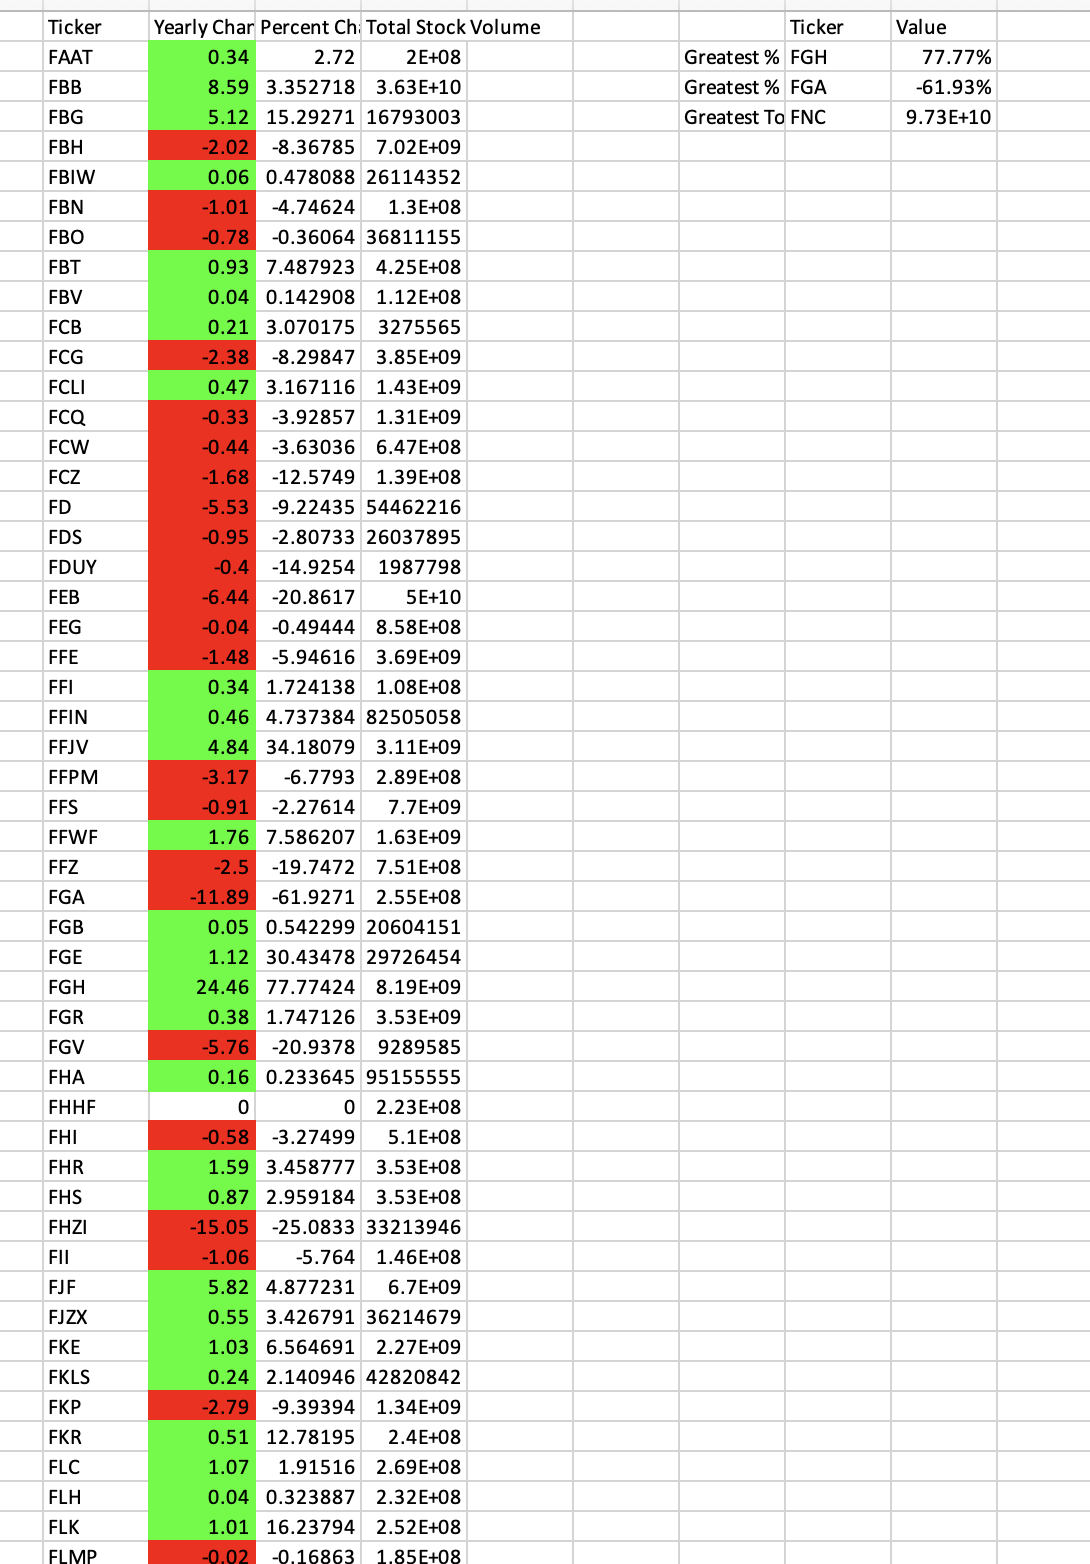 Ticker Yearly Char Percent Ch Total Stock Volume Ticker Value
FAAT 0.34 2.72 2E+08 Greatest % FGH 77.77%
FBB 8.59 3.352718 3.63E+10 Greatest % FGA -61.93%
FBG 5.12 15.29271 16793003 Greatest To FNC 9.73E+10
FBH -2.02 -8.36785 7.02E+09
FBIW 0.06 0.478088 26114352
FBN -1.01 -4.74624 1.3E+08
FBO -0.78 -0.36064 36811155
FBT 0.93 7.487923 4.25E+08
FBV 0.04 0.142908 1.12E+08
FCB 0.21 3.070175 3275565
FCG -2.38 -8.29847 3.85E+09
FCLI 0.47 3.167116 1.43E+09
FCQ -0.33 -3.92857 1.31E+09
FCW -0.44 -3.63036 6.47E+08
FCZ -1.68 -12.5749 1.39E+08
FD -5.53 -9.22435 54462216
FDS -0.95 -2.80733 26037895
FDUY -0.4 -14.9254 1987798
FEB -6.44 -20.8617 5E+10
FEG -0.04 -0.49444 8.58E+08
FFE -1.48 -5.94616 3.69E+09
FFI 0.34 1.724138 1.08E+08
FFIN 0.46 4.737384 82505058
FFJV 4.84 34.18079 3.11E+09
FFPM -3.17 -6.7793 2.89E+08
FFS -0.91 -2.27614 7.7E+09
FFWF 1.76 7.586207 1.63E+09
FFZ -2.5 -19.7472 7.51E+08
FGA -11.89 -61.9271 2.55E+08
FGB 0.05 0.542299 20604151
FGE 1.12 30.43478 29726454
FGH 24.46 77.77424 8.19E+09
FGR 0.38 1.747126 3.53E+09
FGV -5.76 -20.9378 9289585
FHA 0.16 0.233645 95155555
FHHF 0 0 2.23E+08
FHI -0.58 -3.27499 5.1E+08
FHR 1.59 3.458777 3.53E+08
FHS 0.87 2.959184 3.53E+08
FHZI -15.05 -25.0833 33213946
FII -1.06 -5.764 1.46E+08
FJF 5.82 4.877231 6.7E+09
FJZX 0.55 3.426791 36214679
FKE 1.03 6.564691 2.27E+09
FKLS 0.24 2.140946 42820842
FKP -2.79 -9.39394 1.34E+09
FKR 0.51 12.78195 2.4E+08
FLC 1.07 1.91516 2.69E+08
FLH 0.04 0.323887 2.32E+08
FLK 1.01 16.23794 2.52E+08
FLMP -0.02 -0.16863 1.85E+08